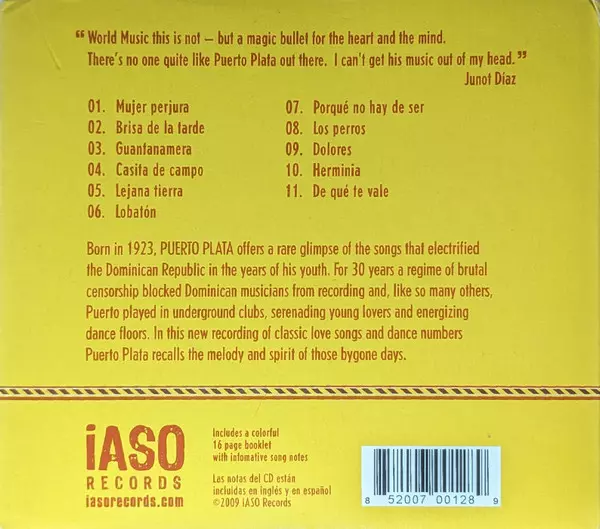 “World Music this is not – but a magic bullet for the heart and the mind.
There's no one quite like Puerto Plata out there. I can't get his music out of my head.”
Junot Díaz
01. Mujer perjura
02. Brisa de la tarde
03. Guantanamera
04. Casita de campo
05. Lejana tierra
06. Lobatón
07. Porqué no hay de ser
08. Los perros
09. Dolores
10. Herminia
11. De qué te vale
Born in 1923, PUERTO PLATA offers a rare glimpse of the songs that electrified
the Dominican Republic in the years of his youth. For 30 years a regime of brutal
censorship blocked Dominican musicians from recording and, like so many others,
Puerto played in underground clubs, serenading young lovers and energizing
dance floors. In this new recording of classic love songs and dance numbers
Puerto Plata recalls the melody and spirit of those bygone days.
iASO
RECORDS
iasorecords.com
Includes a colorful
16 page booklet
with infomative song notes
Las notas del CD están
incluidas en inglés y en español
©2009 iASO Records
8 52007 00128 9